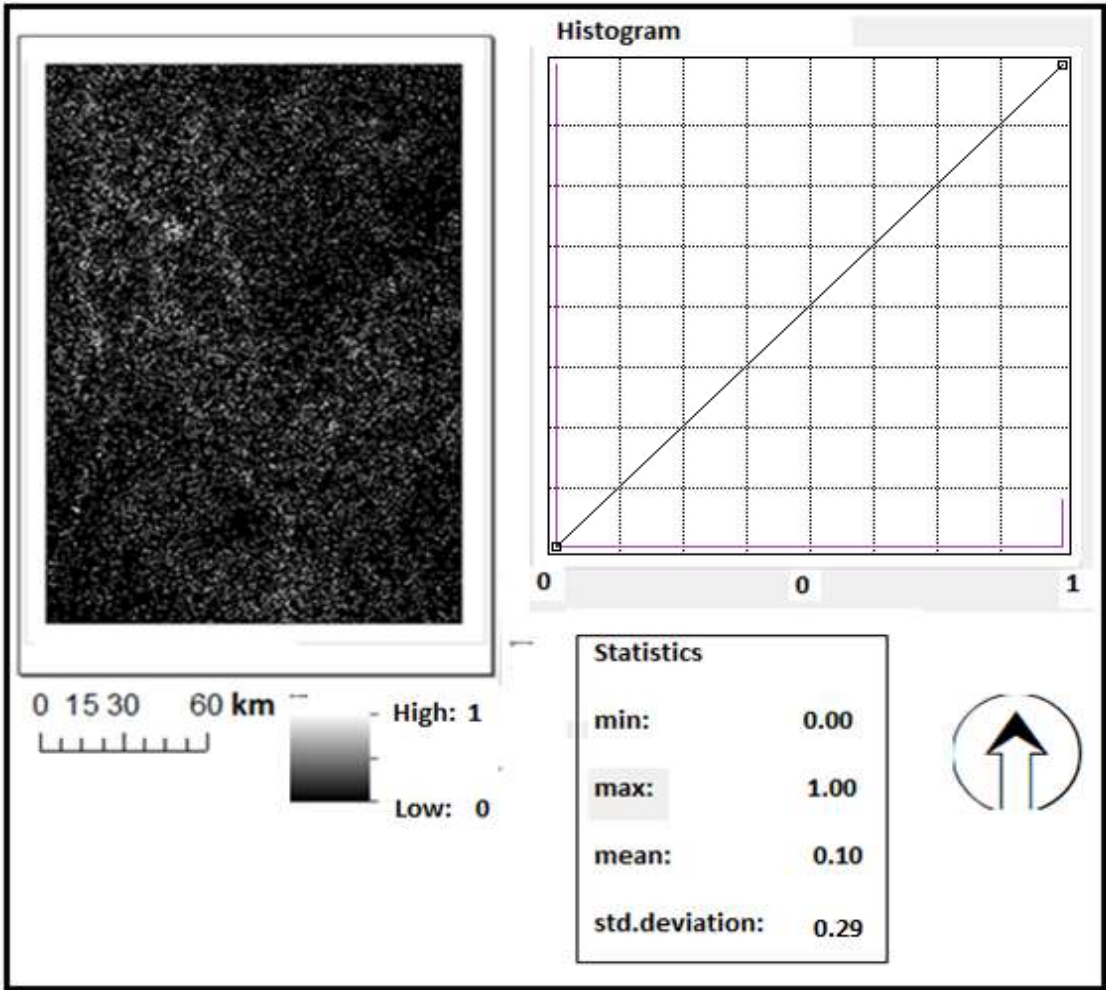 Histogram
0 0 1
0 15 30 60 km
High: 1
Low: 0
Statistics
min: 0.00
max: 1.00
mean: 0.10
std.deviation: 0.29